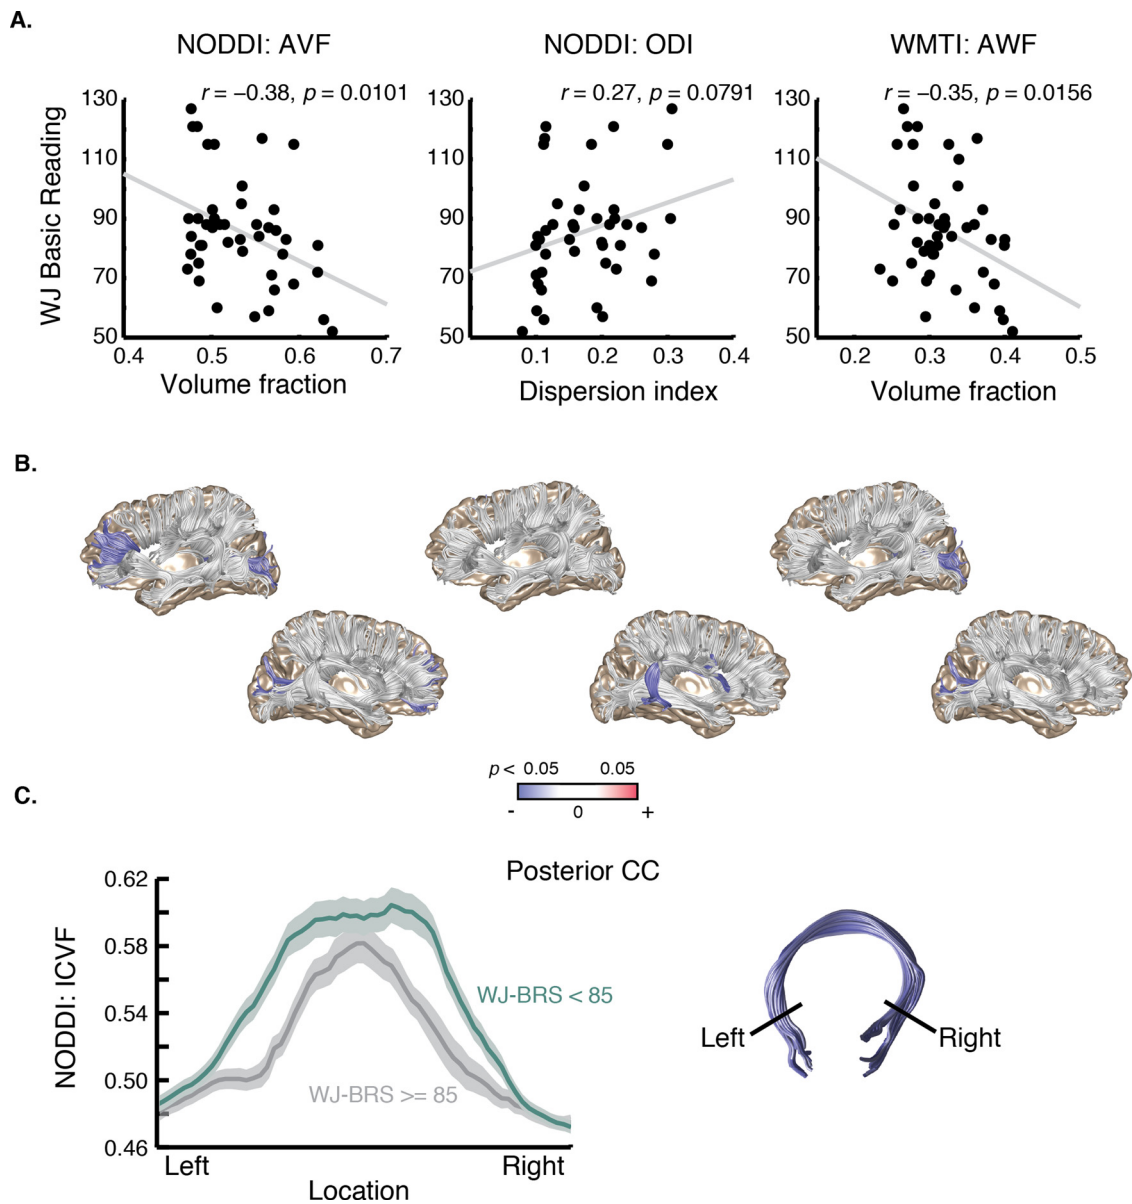 A.
NODDI: AVF
NODDI: ODI
WMTI: AWF
r = −0.38, p = 0.0101
r = 0.27, p = 0.0791
r = −0.35, p = 0.0156
WJ Basic Reading
130
110
90
70
50
0.4
0.5
0.6
0.7
Volume fraction
130
110
90
70
50
0.1
0.2
0.3
0.4
Dispersion index
130
110
90
70
50
0.2
0.3
0.4
0.5
Volume fraction
B.
p < 0.05
0.05
-
0
+
C.
Posterior CC
NODDI: ICVF
0.62
0.58
0.54
0.50
0.46
WJ-BRS < 85
WJ-BRS >= 85
Left
Right
Location
Left
Right